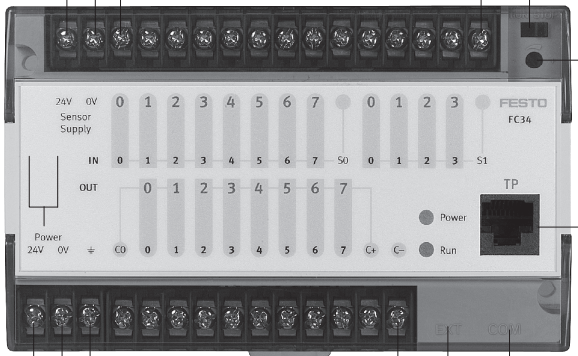 24V 0V 0 1 2 3 4 5 6 7 0 1 2 3 FESTO
Sensor Supply FC34
IN 0 1 2 3 4 5 6 7 S0 0 1 2 3 S1
OUT 0 1 2 3 4 5 6 7 TP
Power
Power
24V 0V C0 0 1 2 3 4 5 6 7 C+ C- Run
EXT COM